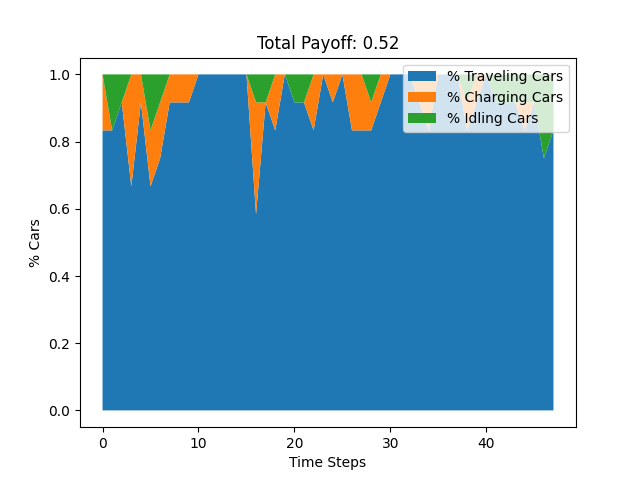 Total Payoff: 0.52
1.0
0.8
0.6
0.4
0.2
0.0
% Cars
% Traveling Cars
% Charging Cars
% Idling Cars
0 10 20 30 40
Time Steps